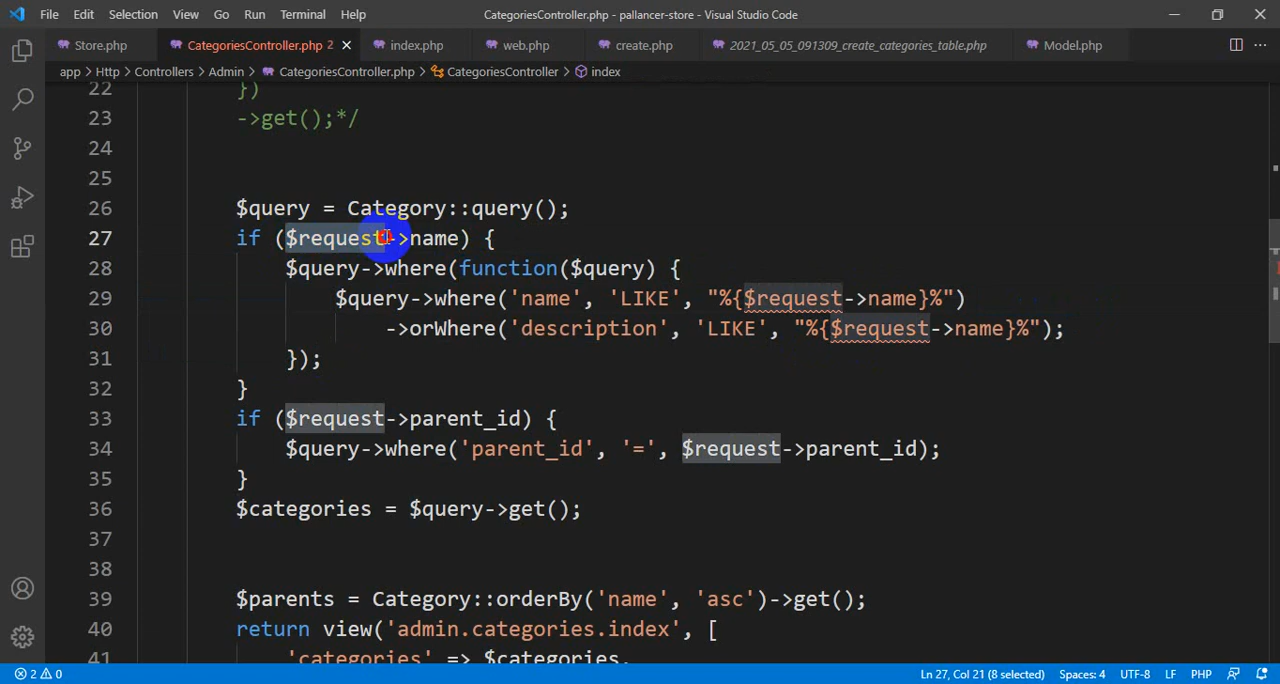 File Edit Selection View Go Run Terminal Help CategoriesController.php - pallancer-store - Visual Studio Code
Store.php CategoriesController.php 2 index.php web.php create.php 2021_05_05_091309_create_categories_table.php Model.php
app > Http > Controllers > Admin > CategoriesController.php > CategoriesController > index
22 })
23 ->get();*/
24
25
26 $query = Category::query();
27 if ($request->name) {
28 $query->where(function($query) {
29 $query->where('name', 'LIKE', "%{$request->name}%")
30 ->orWhere('description', 'LIKE', "%{$request->name}%");
31 });
32 }
33 if ($request->parent_id) {
34 $query->where('parent_id', '=', $request->parent_id);
35 }
36 $categories = $query->get();
37
38
39 $parents = Category::orderBy('name', 'asc')->get();
40 return view('admin.categories.index', [
41 'categories' => $categories,
2 0 Ln 27, Col 21 (8 selected) Spaces: 4 UTF-8 LF PHP